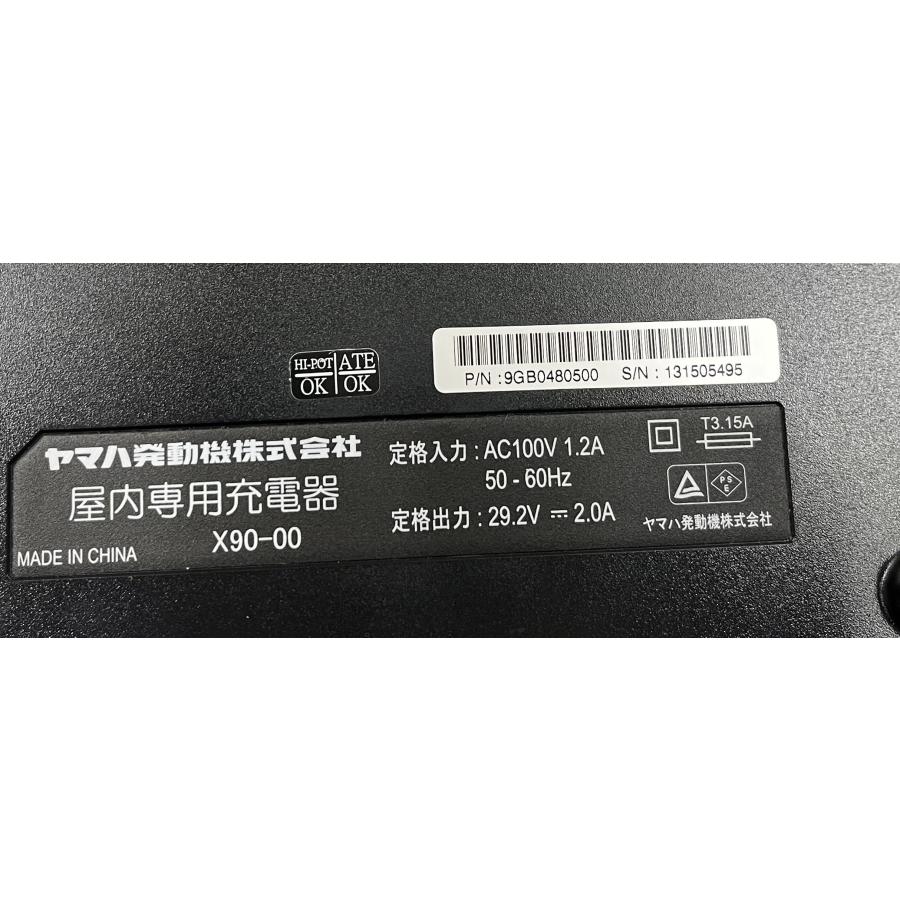 HI-POT ATE
OK OK
P/N : 9GB0480500 S/N : 131505495
ヤマハ発動機株式会社
屋内専用充電器
X90-00
MADE IN CHINA
定格入力 : AC100V 1.2A
50 - 60Hz
定格出力 : 29.2V ⎓ 2.0A
T3.15A
PS
E
ヤマハ発動機株式会社